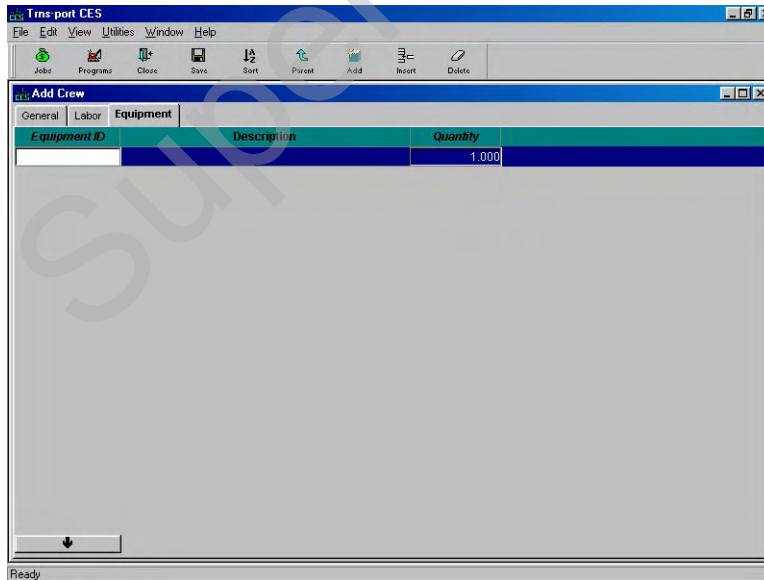 Trns·port CES
File Edit View Utilities Window Help
Jobs Programs Close Save Sort Parent Add Insert Delete
Add Crew
General Labor Equipment
Equipment ID Description Quantity
1.000
Ready
Super